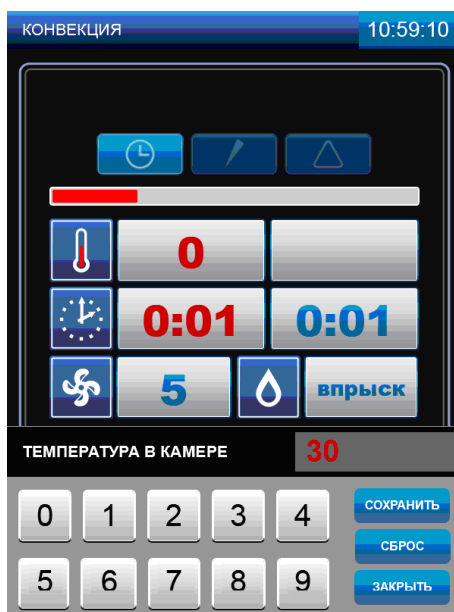 КОНВЕКЦИЯ 10:59:10
0
0:01 0:01
5 впрыск
ТЕМПЕРАТУРА В КАМЕРЕ 30
0 1 2 3 4 СОХРАНИТЬ
СБРОС
5 6 7 8 9 ЗАКРЫТЬ